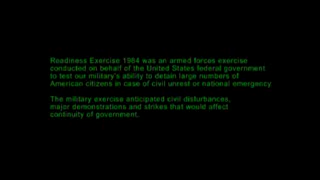 Readiness Exercise 1984 was an armed forces exercise
conducted on behalf of the United States federal government
to test our military's ability to detain large numbers of
American citizens in case of civil unrest or national emergency.
The military exercise anticipated civil disturbances,
major demonstrations and strikes that would affect
continuity of government.